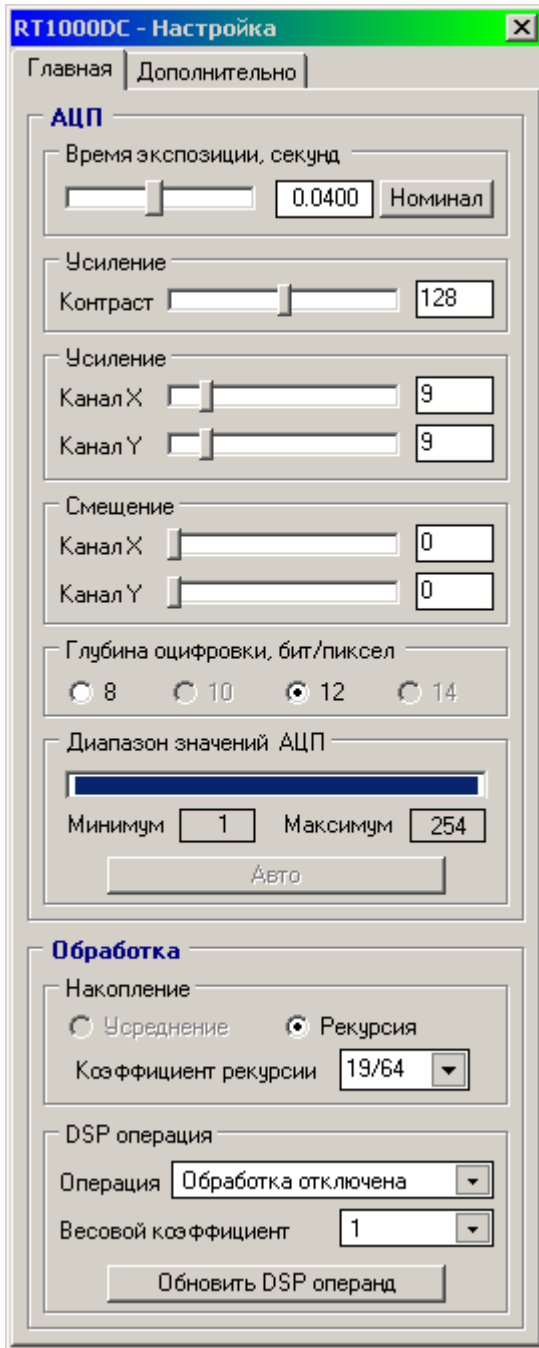 RT1000DC - Настройка
Главная Дополнительно
АЦП
Время экспозиции, секунд
0.0400 Номинал
Усиление
Контраст 128
Усиление
Канал X 9
Канал Y 9
Смещение
Канал X 0
Канал Y 0
Глубина оцифровки, бит/пиксел
8 10 12 14
Диапазон значений АЦП
Минимум 1 Максимум 254
Авто
Обработка
Накопление
Усреднение Рекурсия
Коэффициент рекурсии 19/64
DSP операция
Операция Обработка отключена
Весовой коэффициент 1
Обновить DSP операнд